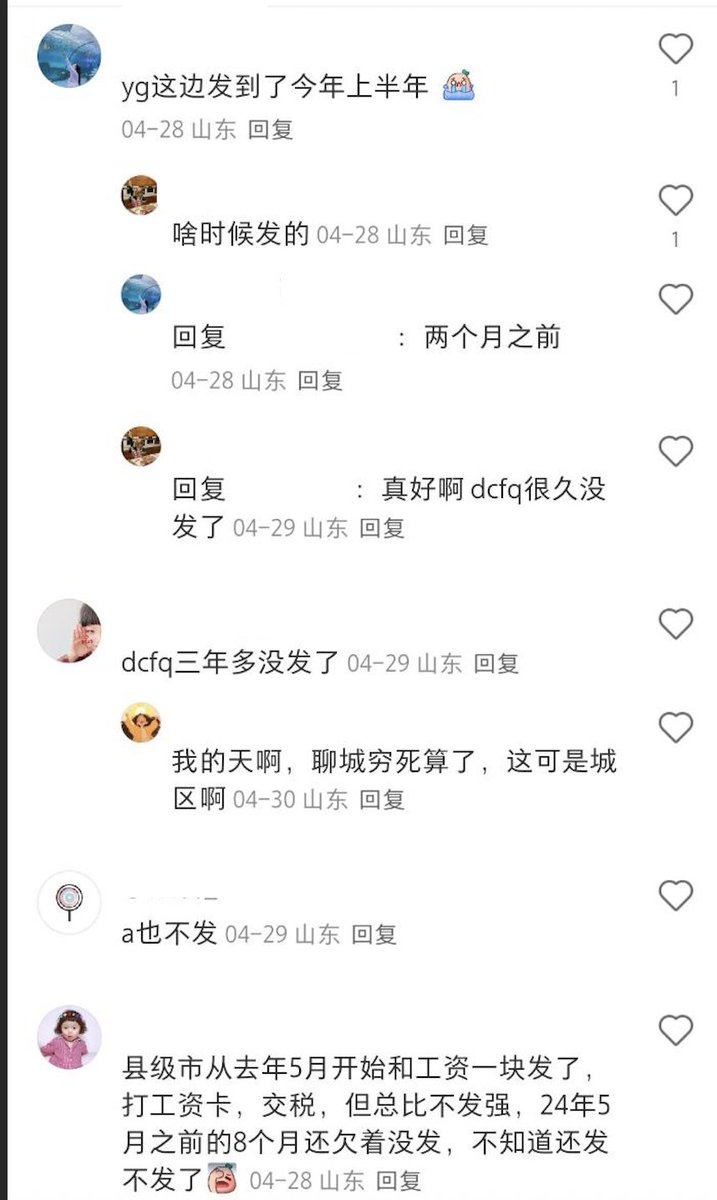 yg这边发到了今年上半年
04-28 山东 回复
1
啥时候发的 04-28 山东 回复
1
回复 ：两个月之前
04-28 山东 回复
回复 ：真好啊 dcfq很久没
发了 04-29 山东 回复
dcfq三年多没发了 04-29 山东 回复
我的天啊，聊城穷死算了，这可是城
区啊 04-30 山东 回复
a也不发 04-29 山东 回复
县级市从去年5月开始和工资一块发了，
打工资卡，交税，但总比不发强，24年5
月之前的8个月还欠着没发，不知道还发
不发了 04-28 山东 回复